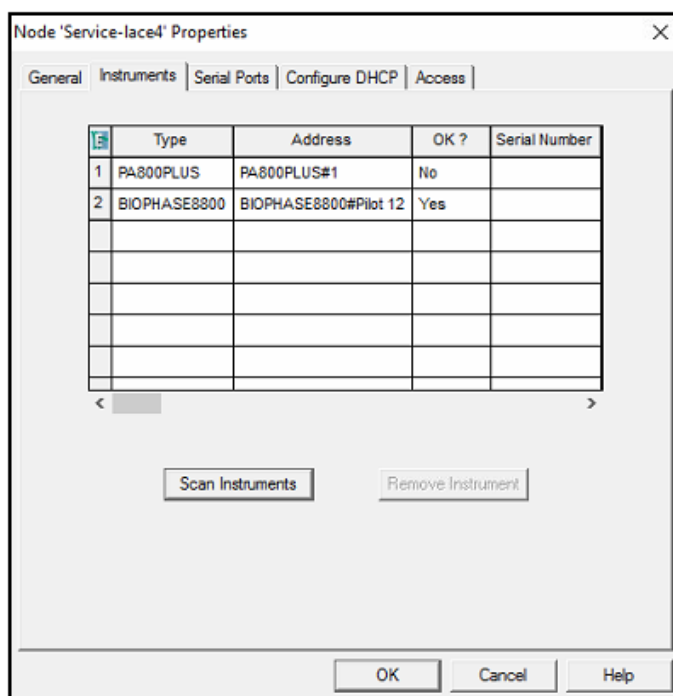 Node 'Service-lace4' Properties
General Instruments Serial Ports Configure DHCP Access
Type Address OK ? Serial Number
1 PA800PLUS PA800PLUS#1 No
2 BIOPHASE8800 BIOPHASE8800#Pilot 12 Yes
Scan Instruments Remove Instrument
OK Cancel Help